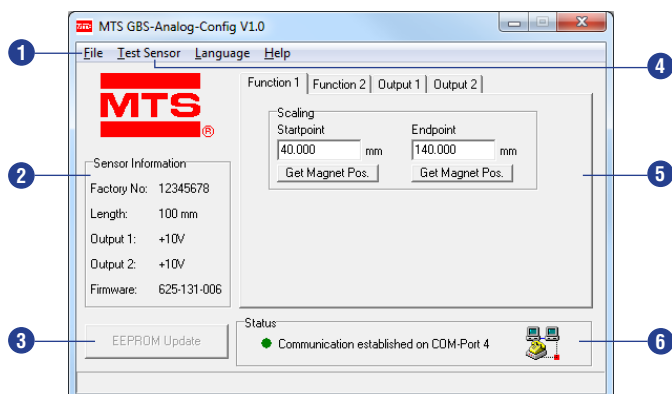 MTS GBS-Analog-Config V1.0
File Test Sensor Language Help
1
4
MTS
®
Function 1 Function 2 Output 1 Output 2
Scaling
Startpoint Endpoint
40.000 mm 140.000 mm
Get Magnet Pos. Get Magnet Pos.
2
5
Sensor Information
Factory No: 12345678
Length: 100 mm
Output 1: +10V
Output 2: +10V
Firmware: 625-131-006
3
EEPROM Update
Status
Communication established on COM-Port 4
6